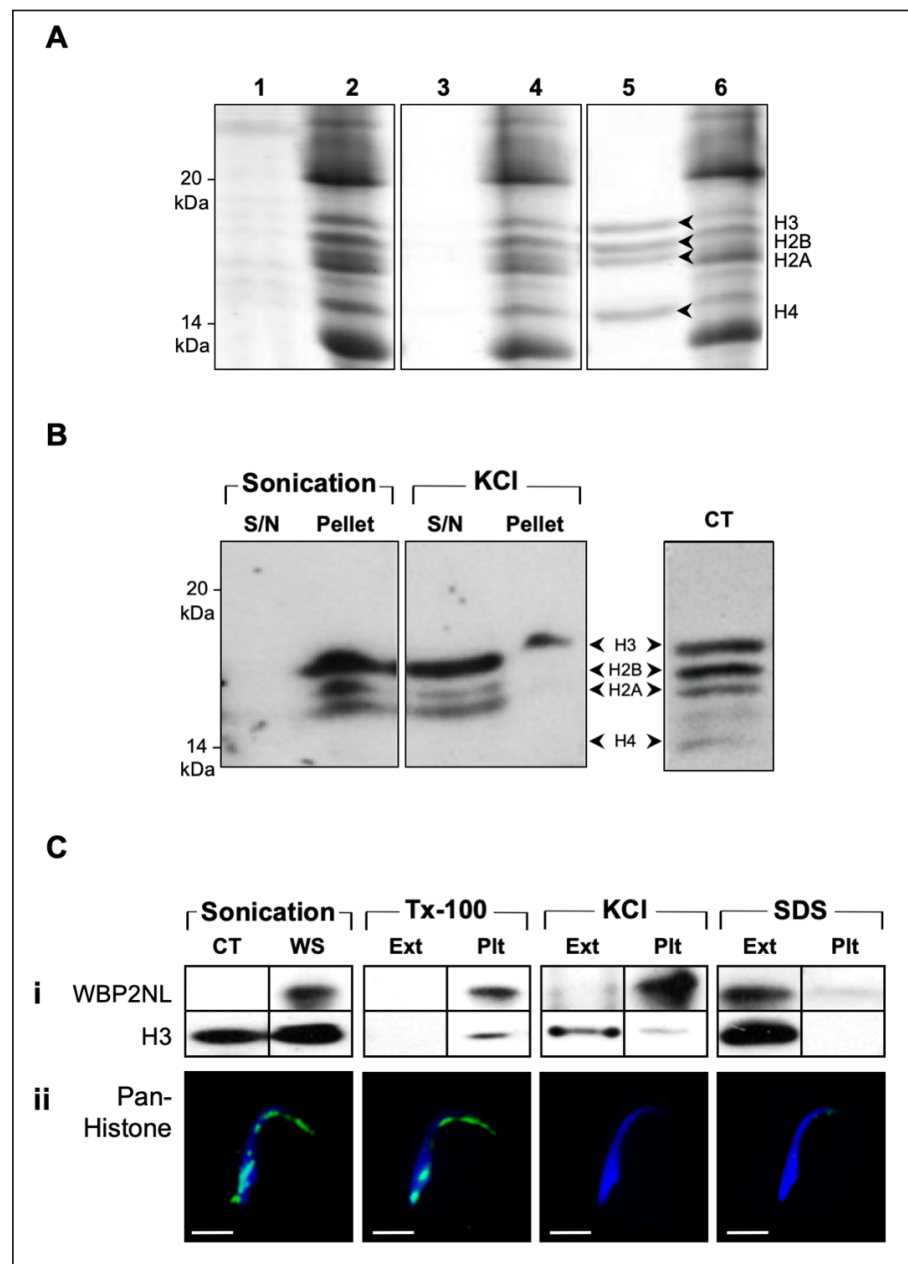 A
1 2 3 4 5 6
20
kDa
H3
H2B
H2A
H4
14
kDa
B
Sonication KCl
S/N Pellet S/N Pellet CT
20
kDa
H3
H2B
H2A
H4
14
kDa
C
Sonication Tx-100 KCl SDS
CT WS Ext Plt Ext Plt Ext Plt
i WBP2NL
H3
ii Pan-
Histone